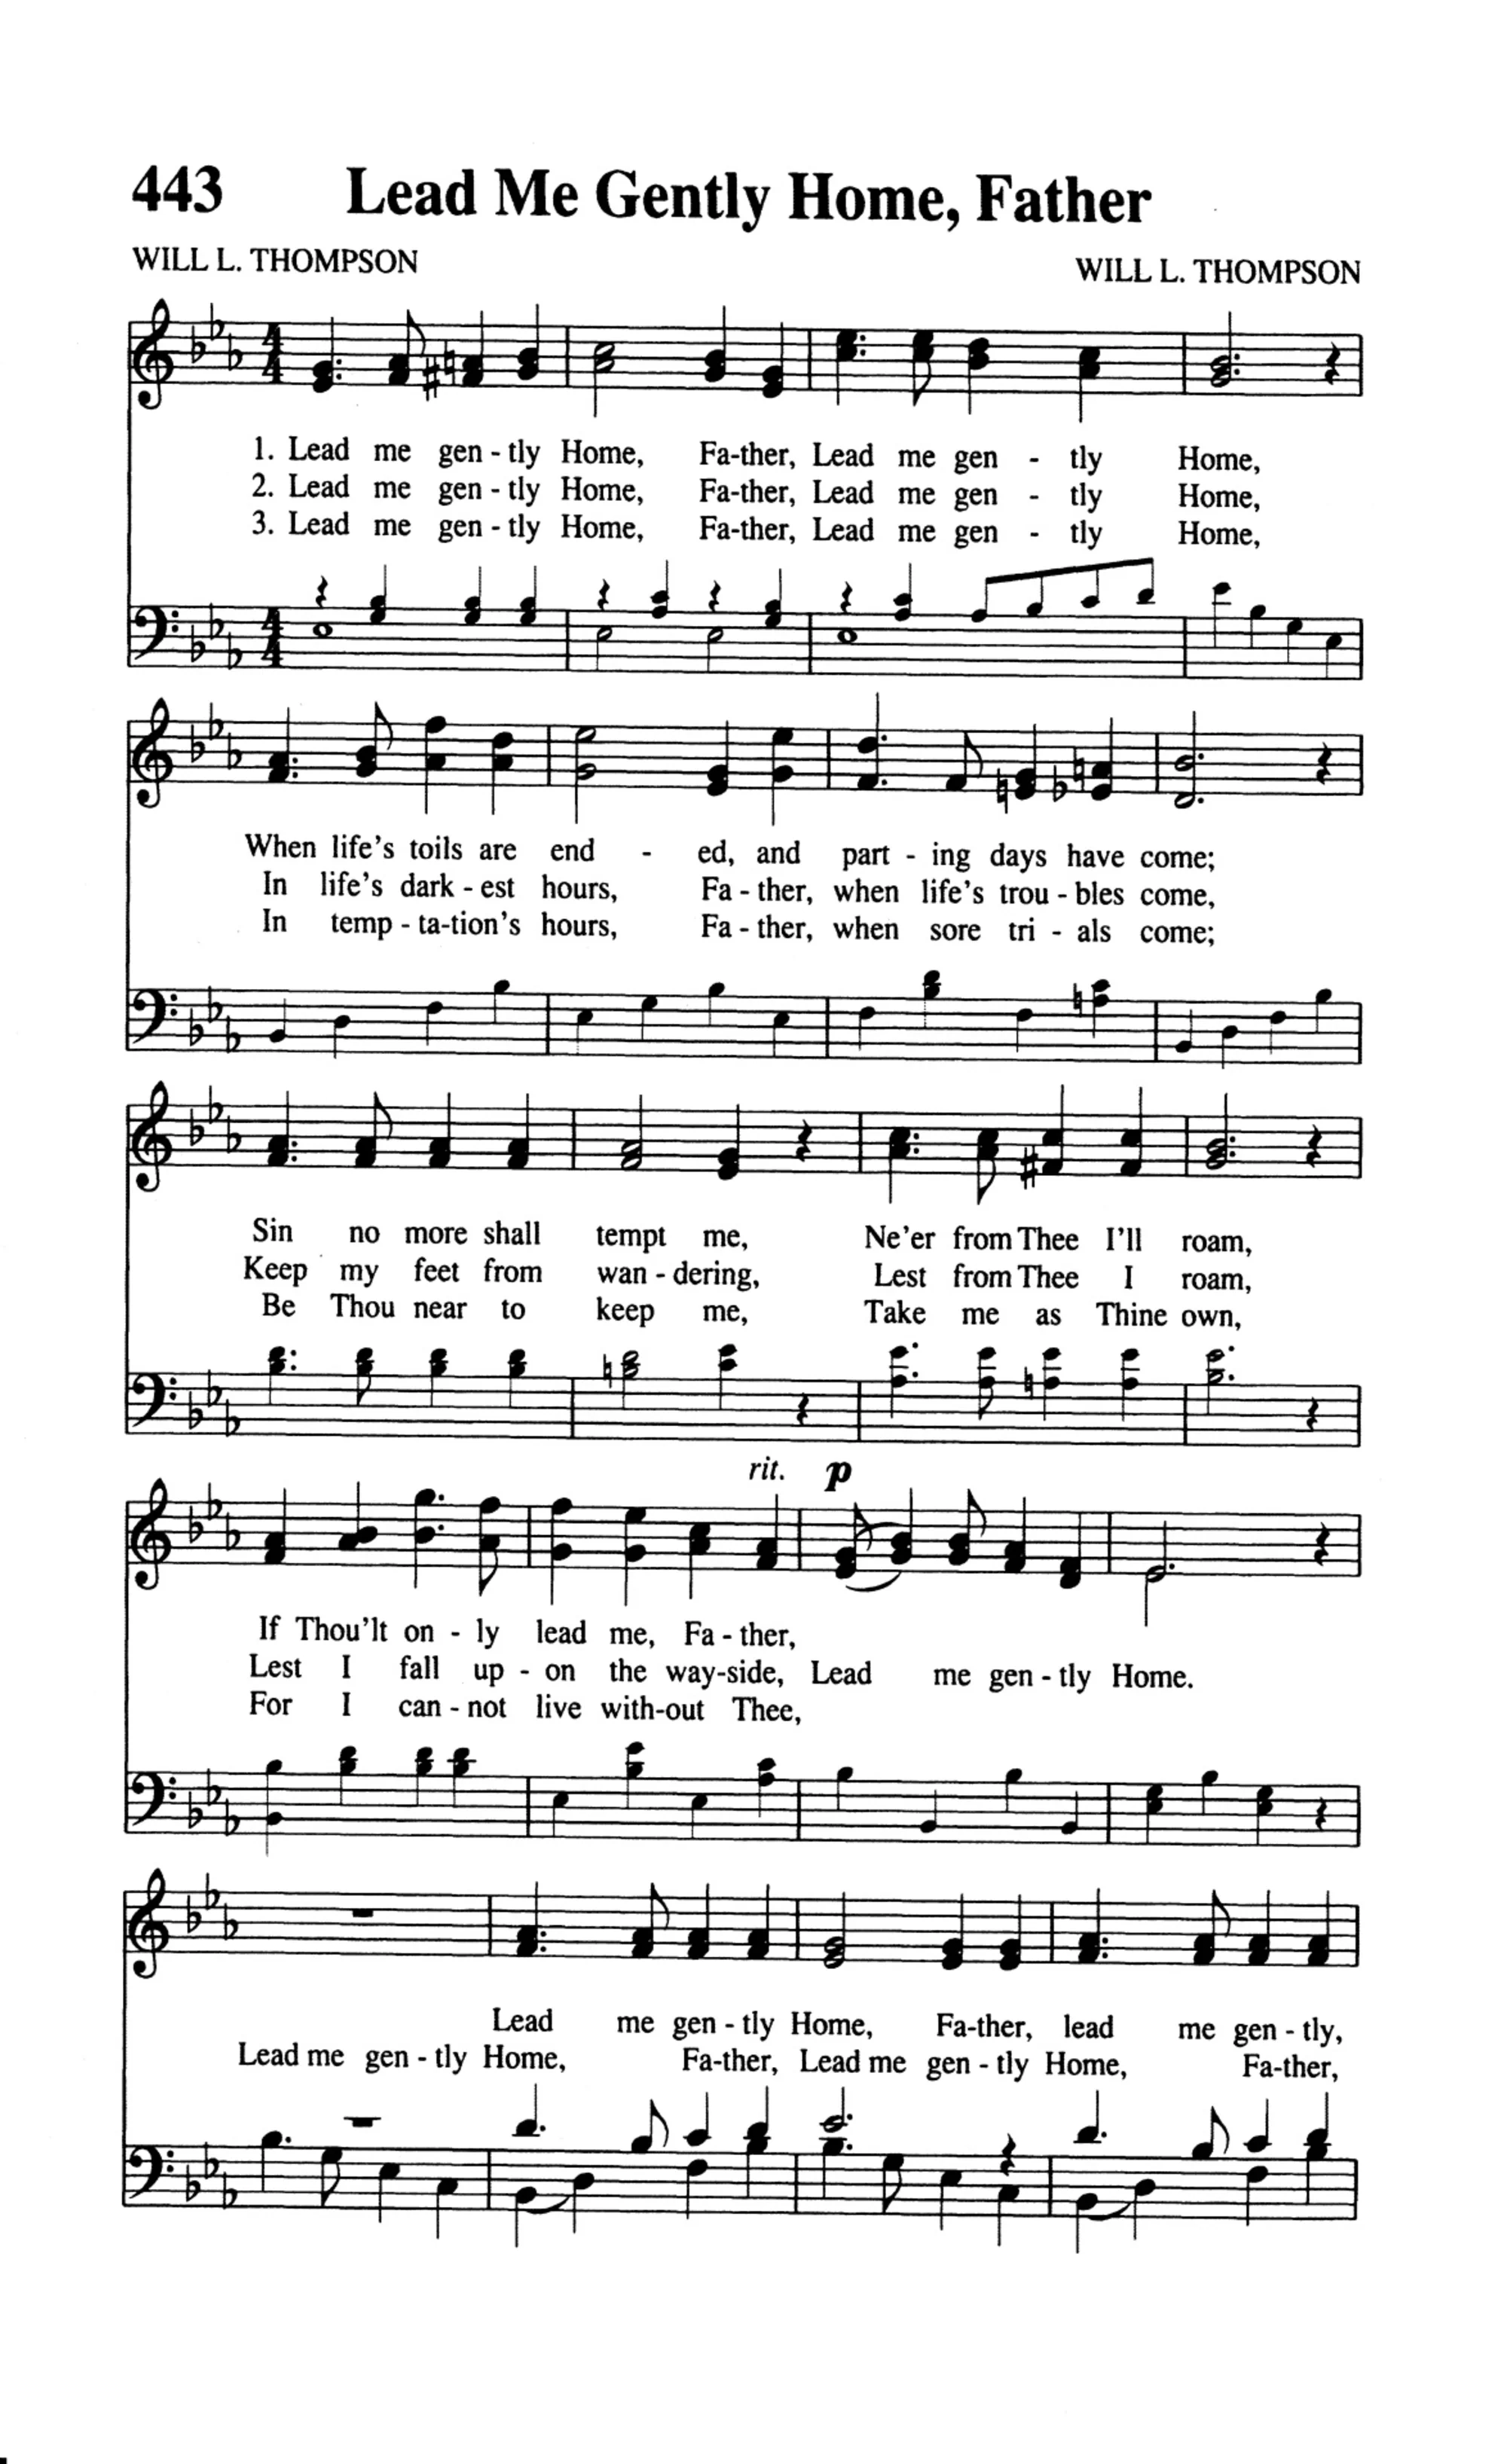 443 Lead Me Gently Home, Father
WILL L. THOMPSON WILL L. THOMPSON
1. Lead me gen - tly Home, Fa-ther, Lead me gen - tly Home,
2. Lead me gen - tly Home, Fa-ther, Lead me gen - tly Home,
3. Lead me gen - tly Home, Fa-ther, Lead me gen - tly Home,
When life's toils are end - ed, and part - ing days have come;
In life's dark - est hours, Fa - ther, when life's trou - bles come,
In temp - ta-tion's hours, Fa - ther, when sore tri - als come;
Sin no more shall tempt me, Ne'er from Thee I'll roam,
Keep my feet from wan - dering, Lest from Thee I roam,
Be Thou near to keep me, Take me as Thine own,
rit. p
If Thou'lt on - ly lead me, Fa - ther,
Lest I fall up - on the way-side, Lead me gen - tly Home.
For I can - not live with-out Thee,
Lead me gen - tly Home, Fa-ther, lead me gen - tly,
Lead me gen - tly Home, Fa-ther, Lead me gen - tly Home, Fa-ther,